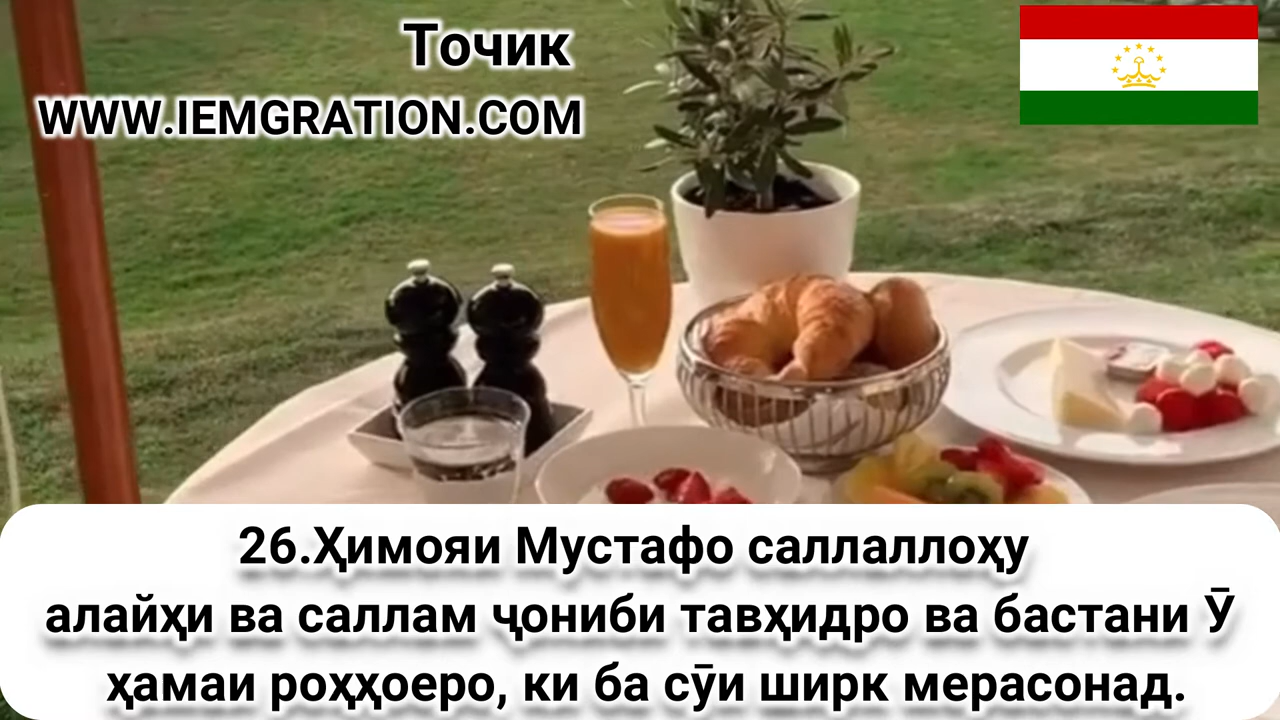 Точик
WWW.IEMGRATION.COM
26.Ҳимояи Мустафо саллаллоҳу
алайҳи ва саллам ҷониби тавҳидро ва бастани Ӯ
ҳамаи роҳҳоеро, ки ба сӯи ширк мерасонад.